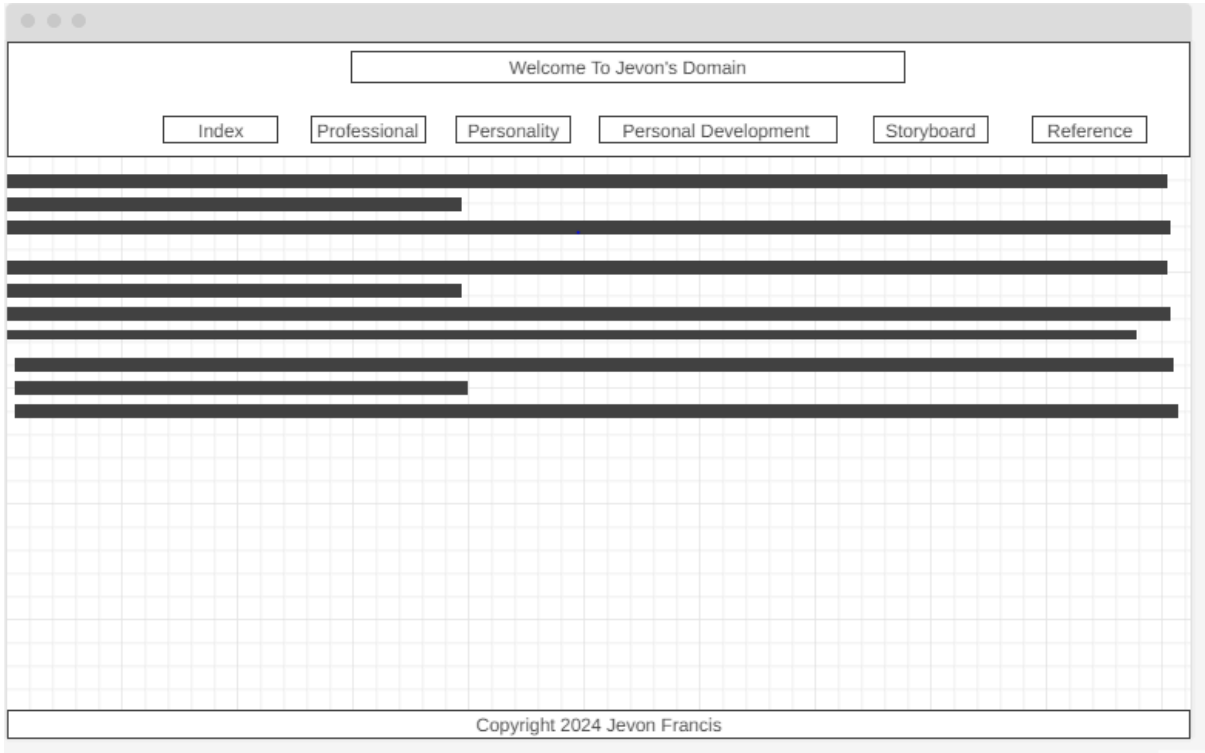 Welcome To Jevon's Domain
Index Professional Personality Personal Development Storyboard Reference
Copyright 2024 Jevon Francis